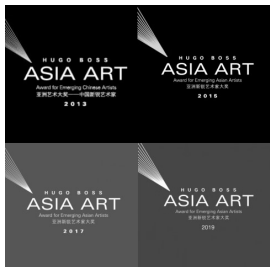 HUGO BOSS
ASIA ART
Award for Emerging Chinese Artists
亚洲艺术大奖——中国新锐艺术家
2013
HUGO BOSS
ASIA ART
Award for Emerging Asian Artists
亚洲新锐艺术家大奖
2015
HUGO BOSS
ASIA ART
Award for Emerging Asian Artists
亚洲新锐艺术家大奖
2017
HUGO BOSS
ASIA ART
Award for Emerging Asian Artists
亚洲新锐艺术家大奖
2019